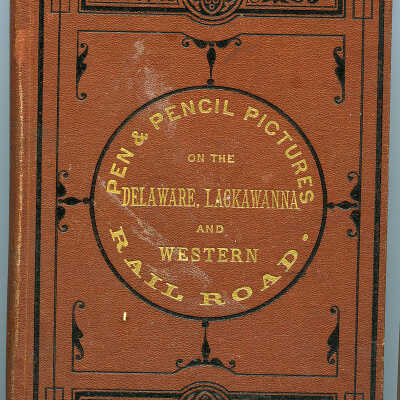 PEN & PENCIL PICTURES
ON THE
DELAWARE, LACKAWANNA
AND
WESTERN
RAIL ROAD.